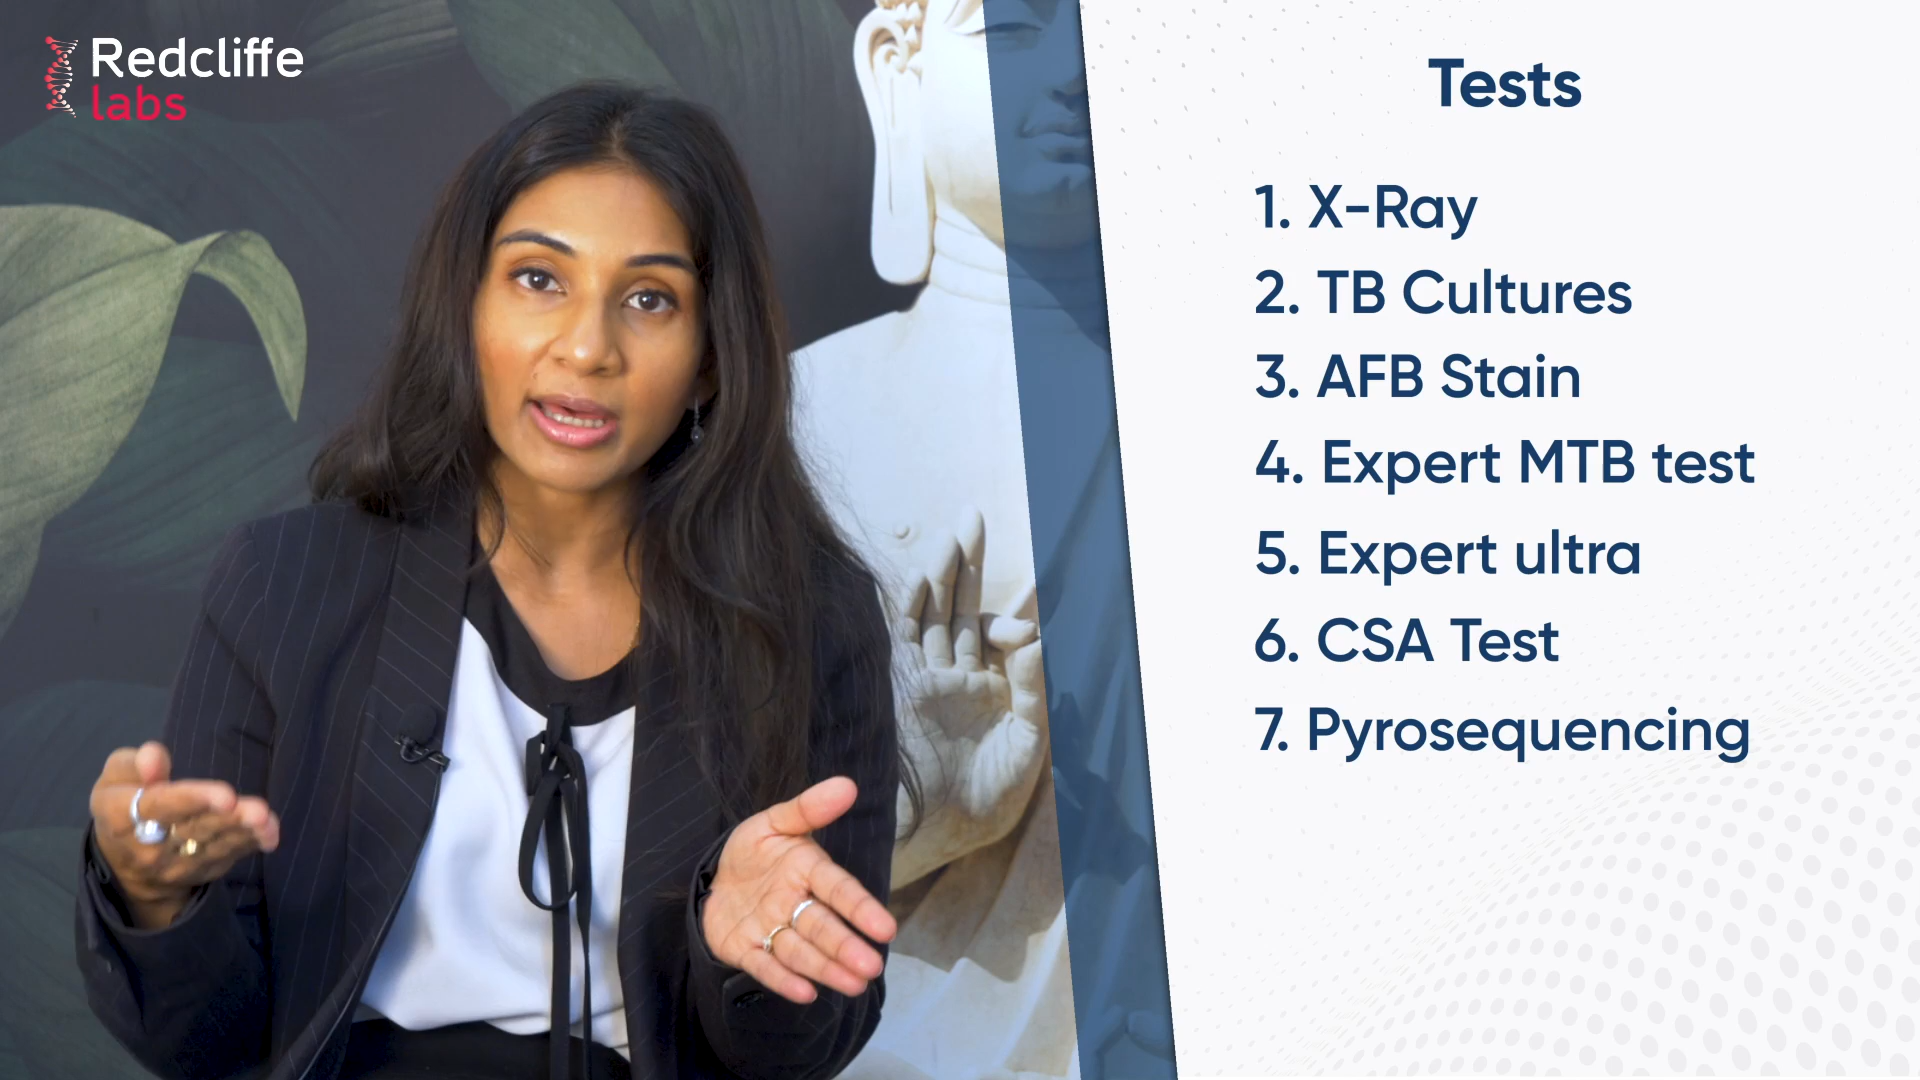 Redcliffe
labs
Tests
1. X-Ray
2. TB Cultures
3. AFB Stain
4. Expert MTB test
5. Expert ultra
6. CSA Test
7. Pyrosequencing